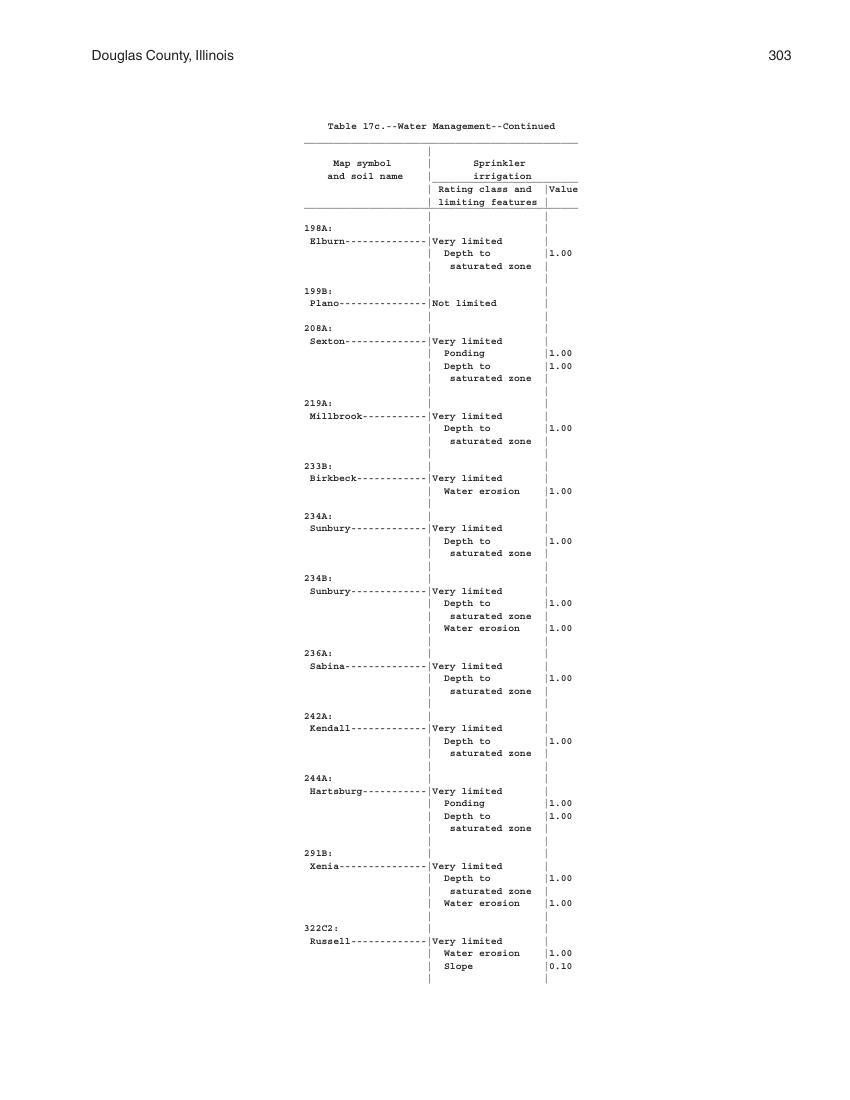 Douglas County, Illinois 303
Table 17c.--Water Management--Continued
Map symbol | Sprinkler
and soil name | irrigation
Rating class and |Value
limiting features |
198A:
Elburn--------------|Very limited
Depth to |1.00
saturated zone
199B:
Plano---------------|Not limited
208A:
Sexton--------------|Very limited
Ponding |1.00
Depth to |1.00
saturated zone
219A:
Millbrook-----------|Very limited
Depth to |1.00
saturated zone
233B:
Birkbeck------------|Very limited
Water erosion |1.00
234A:
Sunbury-------------|Very limited
Depth to |1.00
saturated zone
234B:
Sunbury-------------|Very limited
Depth to |1.00
saturated zone
Water erosion |1.00
236A:
Sabina--------------|Very limited
Depth to |1.00
saturated zone
242A:
Kendall-------------|Very limited
Depth to |1.00
saturated zone
244A:
Hartsburg-----------|Very limited
Ponding |1.00
Depth to |1.00
saturated zone
291B:
Xenia---------------|Very limited
Depth to |1.00
saturated zone
Water erosion |1.00
322C2:
Russell-------------|Very limited
Water erosion |1.00
Slope |0.10